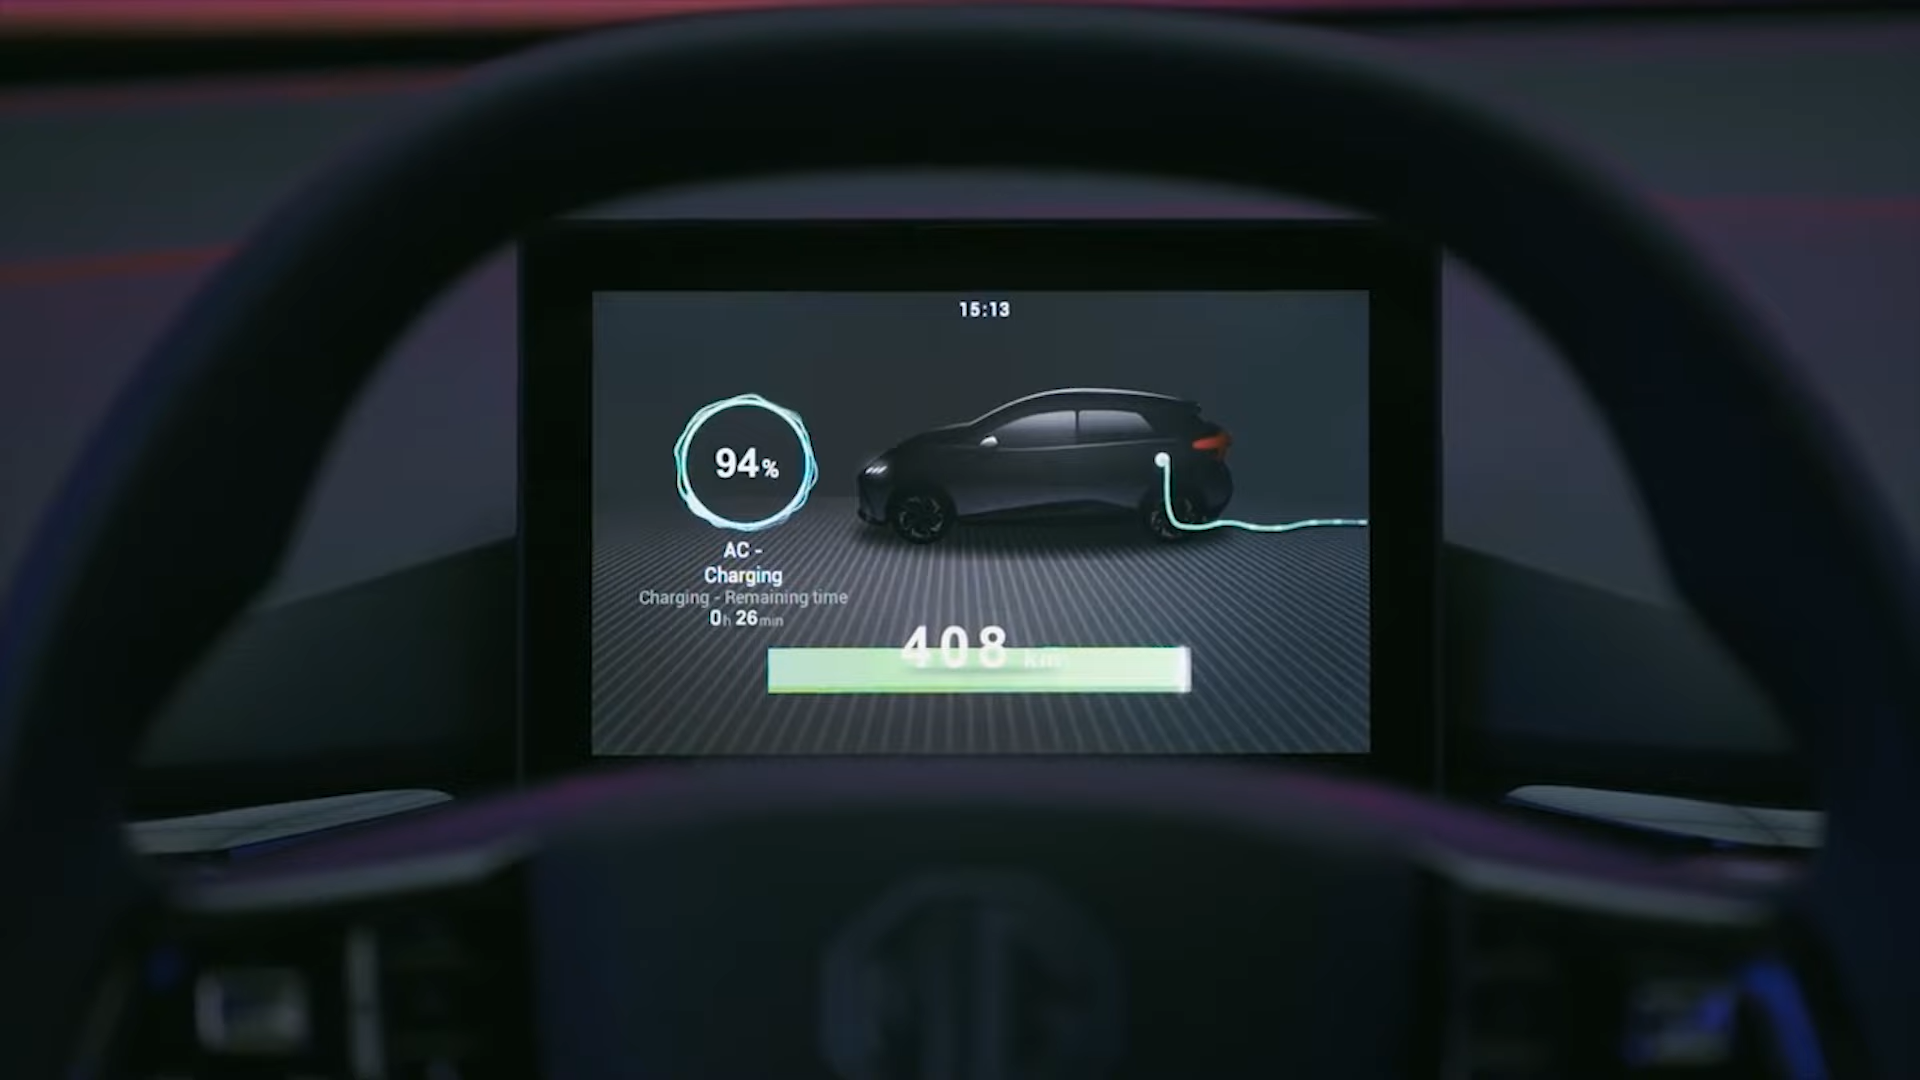 15:13
94%
AC -
Charging
Charging - Remaining time
0h 26min
408 km